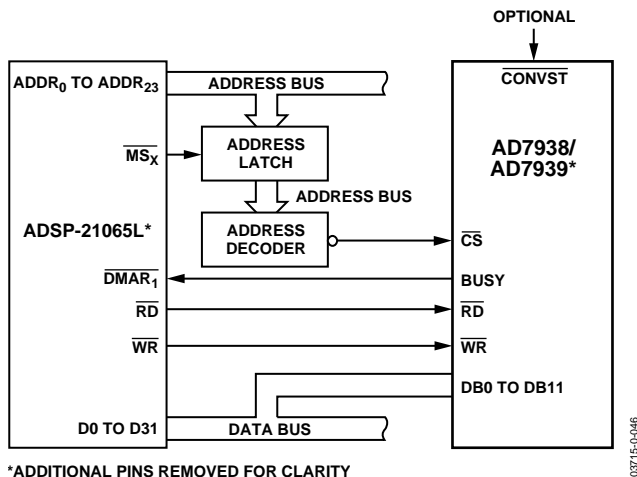 OPTIONAL
ADDR0 TO ADDR23
ADDRESS BUS
CONVST
MSX
ADDRESS
LATCH
AD7938/
AD7939*
ADDRESS BUS
ADSP-21065L*
ADDRESS
DECODER
CS
DMAR1
BUSY
RD
RD
WR
WR
DB0 TO DB11
D0 TO D31
DATA BUS
*ADDITIONAL PINS REMOVED FOR CLARITY
03715-0-046